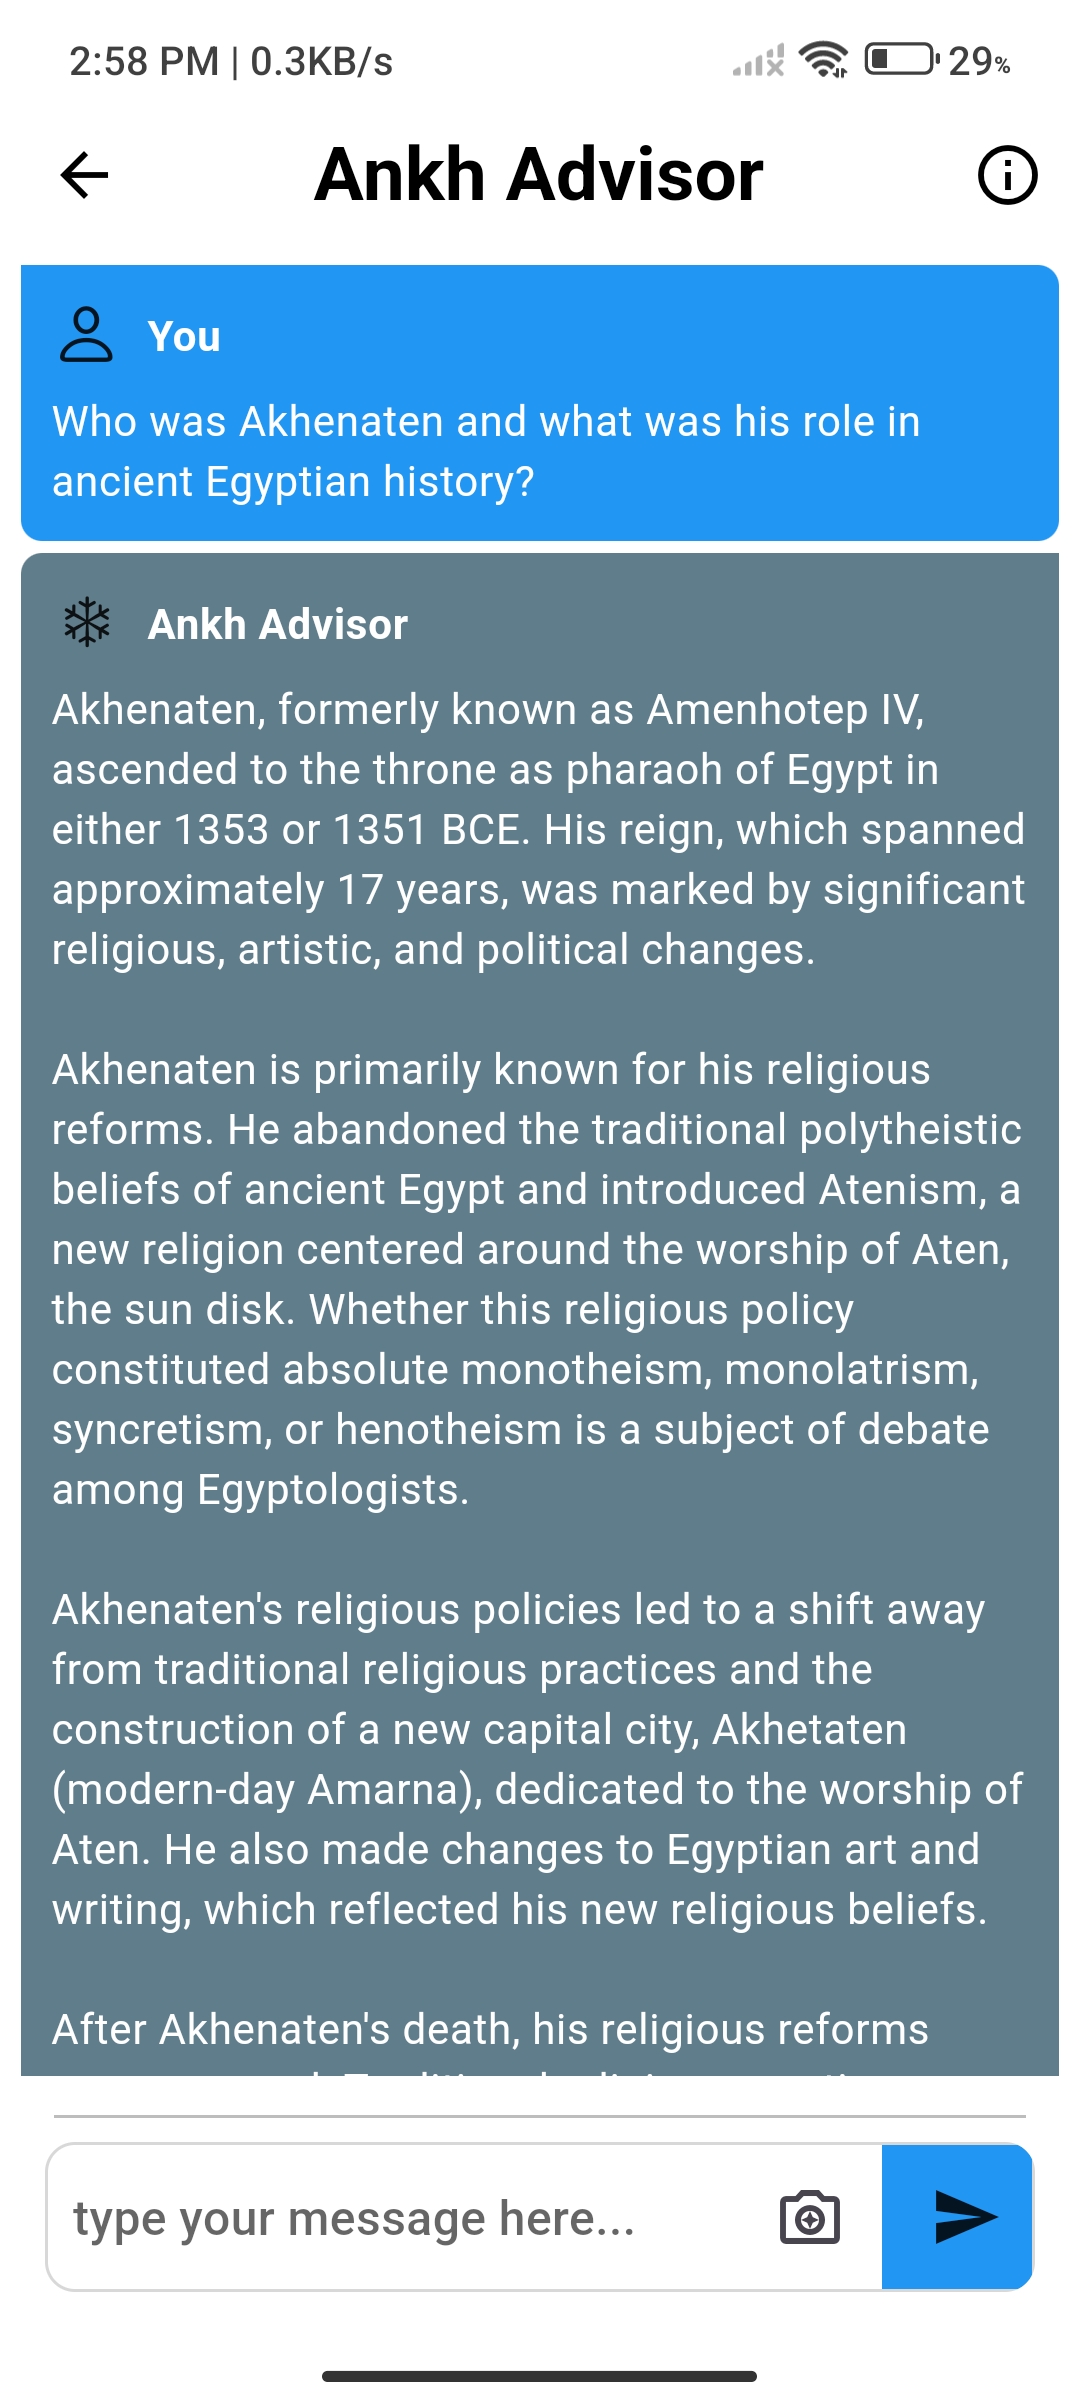 2:58 PM | 0.3KB/s
29%
Ankh Advisor
You
Who was Akhenaten and what was his role in
ancient Egyptian history?
Ankh Advisor
Akhenaten, formerly known as Amenhotep IV,
ascended to the throne as pharaoh of Egypt in
either 1353 or 1351 BCE. His reign, which spanned
approximately 17 years, was marked by significant
religious, artistic, and political changes.
Akhenaten is primarily known for his religious
reforms. He abandoned the traditional polytheistic
beliefs of ancient Egypt and introduced Atenism, a
new religion centered around the worship of Aten,
the sun disk. Whether this religious policy
constituted absolute monotheism, monolatrism,
syncretism, or henotheism is a subject of debate
among Egyptologists.
Akhenaten's religious policies led to a shift away
from traditional religious practices and the
construction of a new capital city, Akhetaten
(modern-day Amarna), dedicated to the worship of
Aten. He also made changes to Egyptian art and
writing, which reflected his new religious beliefs.
After Akhenaten's death, his religious reforms
type your message here...